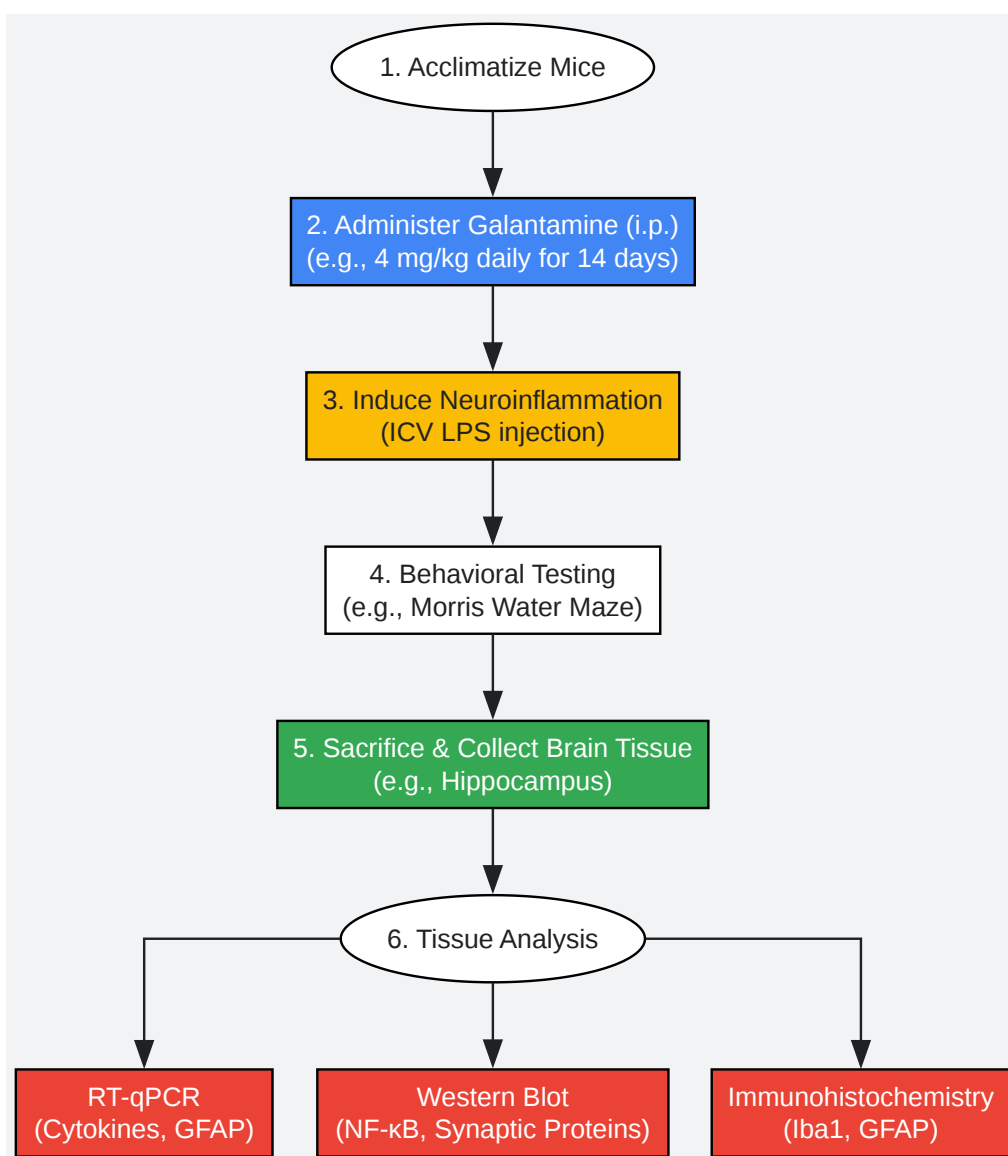 1. Acclimatize Mice
2. Administer Galantamine (i.p.)
(e.g., 4 mg/kg daily for 14 days)
3. Induce Neuroinflammation
(ICV LPS injection)
4. Behavioral Testing
(e.g., Morris Water Maze)
5. Sacrifice & Collect Brain Tissue
(e.g., Hippocampus)
6. Tissue Analysis
RT-qPCR
(Cytokines, GFAP)
Western Blot
(NF-κB, Synaptic Proteins)
Immunohistochemistry
(Iba1, GFAP)